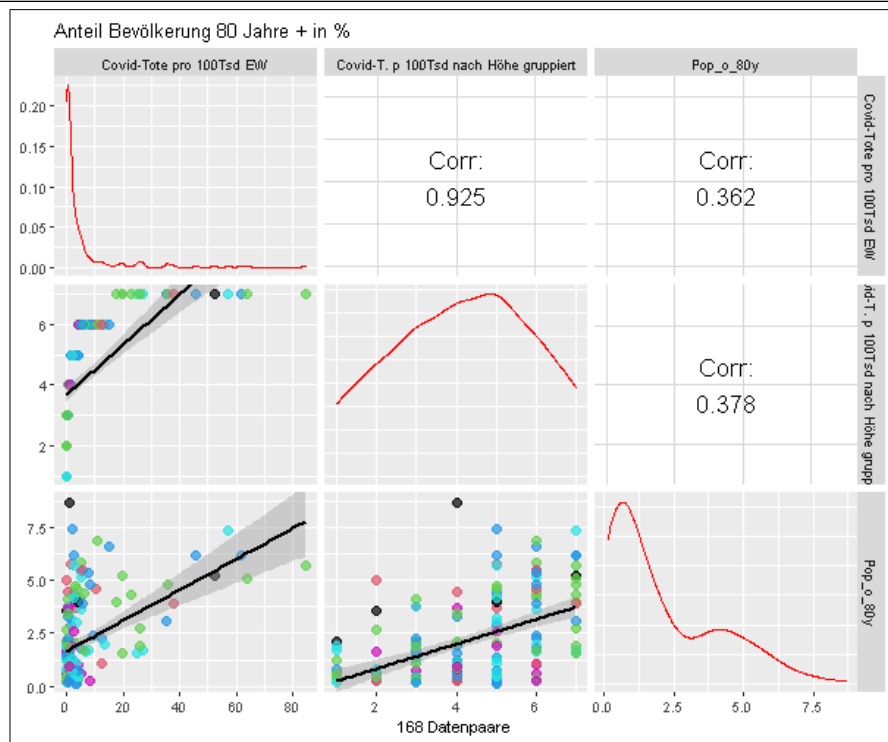 Anteil Bevölkerung 80 Jahre + in %
Covid-Tote pro 100Tsd EW
Covid-T. p 100Tsd nach Höhe gruppiert
Pop_o_80y
0.20
0.15
0.10
0.05
0.00
Corr:
0.925
Corr:
0.362
Covid-Tote pro 100Tsd EW
6
4
2
Corr:
0.378
id-T. p 100Tsd nach Höhe grupp
7.5
5.0
2.5
0.0
Pop_o_80y
0 20 40 60 80
2 4 6
0.0 2.5 5.0 7.5
168 Datenpaare